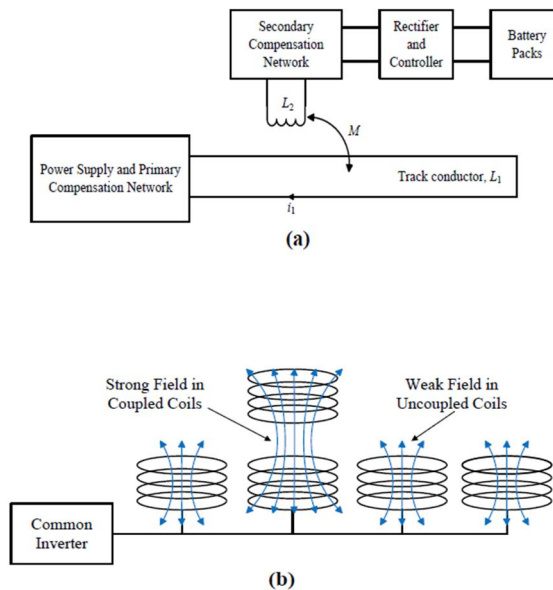 Secondary
Compensation
Network
Rectifier
and
Controller
Battery
Packs
L₂
M
Power Supply and Primary
Compensation Network
Track conductor, L₁
i₁
(a)
Strong Field in
Coupled Coils
Weak Field in
Uncoupled Coils
Common
Inverter
(b)